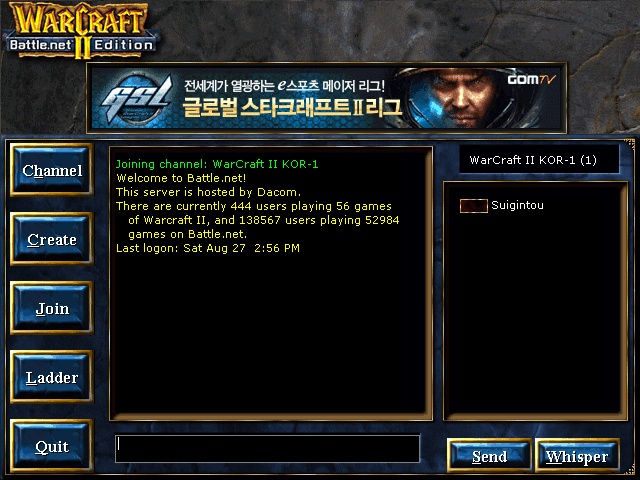 WARCRAFT
II
Battle.net Edition
GSL
전세계가 열광하는 e스포츠 메이저 리그!
글로벌 스타크래프트II리그
GOMTV
Channel
Create
Join
Ladder
Quit
Joining channel: WarCraft II KOR-1
Welcome to Battle.net!
This server is hosted by Dacom.
There are currently 444 users playing 56 games
of Warcraft II, and 138567 users playing 52984
games on Battle.net.
Last logon: Sat Aug 27  2:56 PM
WarCraft II KOR-1 (1)
Suigintou
Send
Whisper